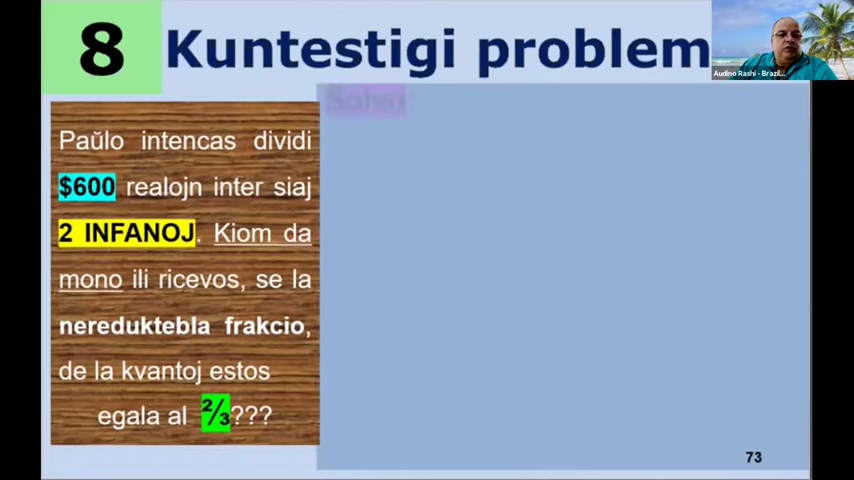 8
Kuntestigi problem
Audino Rashi - Brazil...
Solvu
Paŭlo intencas dividi
$600 realojn inter siaj
2 INFANOJ. Kiom da
mono ili ricevos, se la
nereduktebla frakcio,
de la kvantoj estos
egala al ⅔???
73